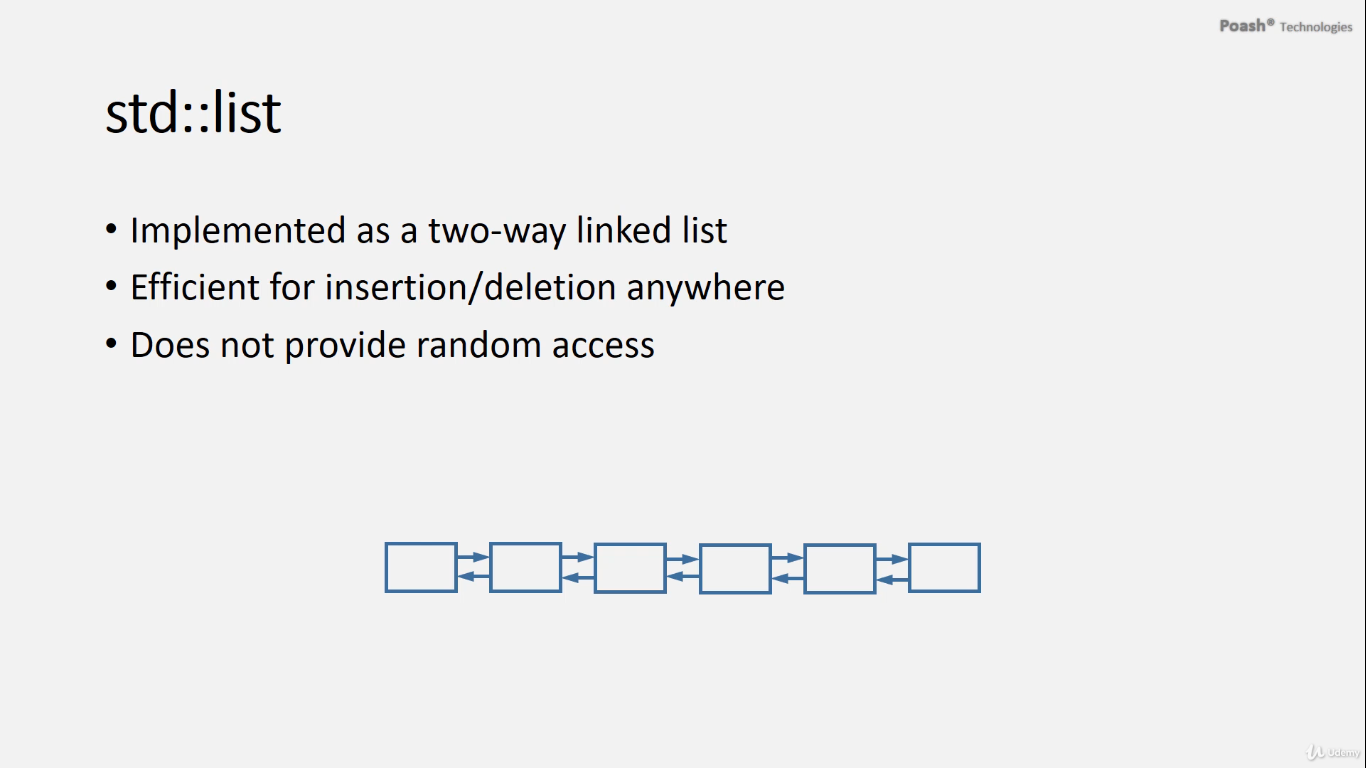 Poash® Technologies
std::list
• Implemented as a two-way linked list
• Efficient for insertion/deletion anywhere
• Does not provide random access
Udemy